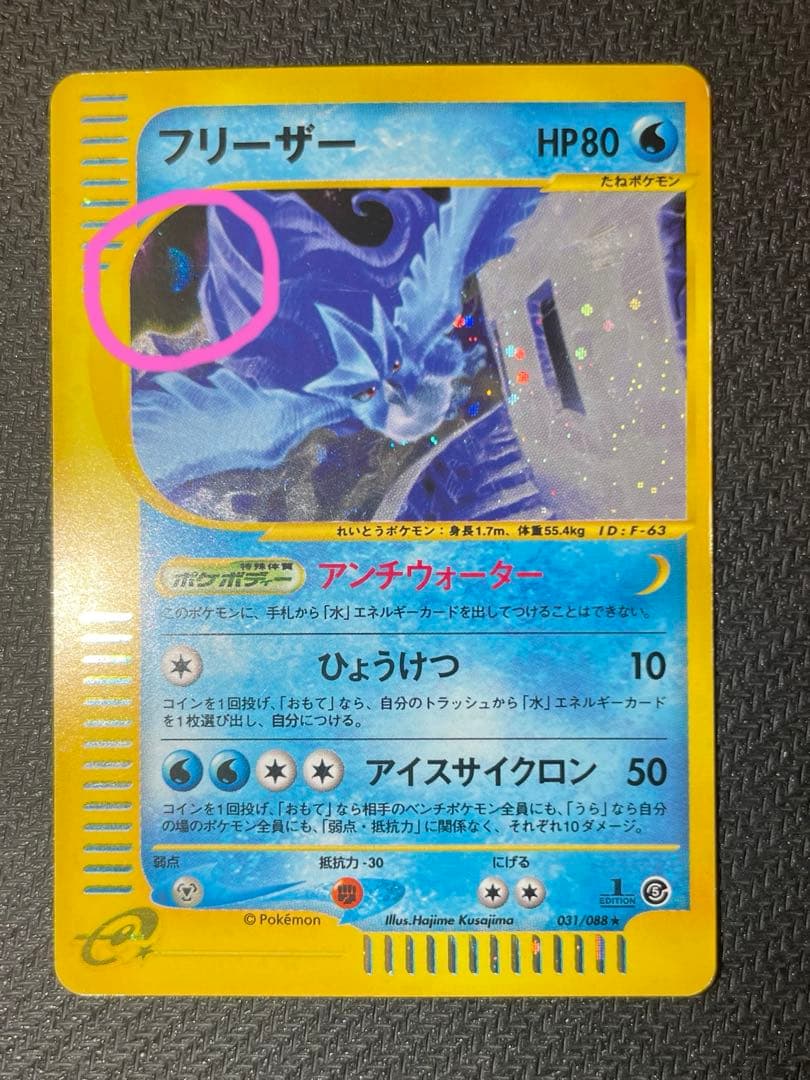 フリーザー HP80
たねポケモン
れいとうポケモン：身長1.7m、体重55.4kg ID：F-63
特殊体質
ポケボディー アンチウォーター
このポケモンに、手札から「水」エネルギーカードを出してつけることはできない。
ひょうけつ 10
コインを1回投げ、「おもて」なら、自分のトラッシュから「水」エネルギーカード
を1枚選び出し、自分につける。
アイスサイクロン 50
コインを1回投げ、「おもて」なら相手のベンチポケモン全員にも、「うら」なら自分
の場のポケモン全員にも、「弱点・抵抗力」に関係なく、それぞれ10ダメージ。
弱点 抵抗力 -30 にげる
1
EDITION
5
© Pokémon Illus.Hajime Kusajima 031/088★
e